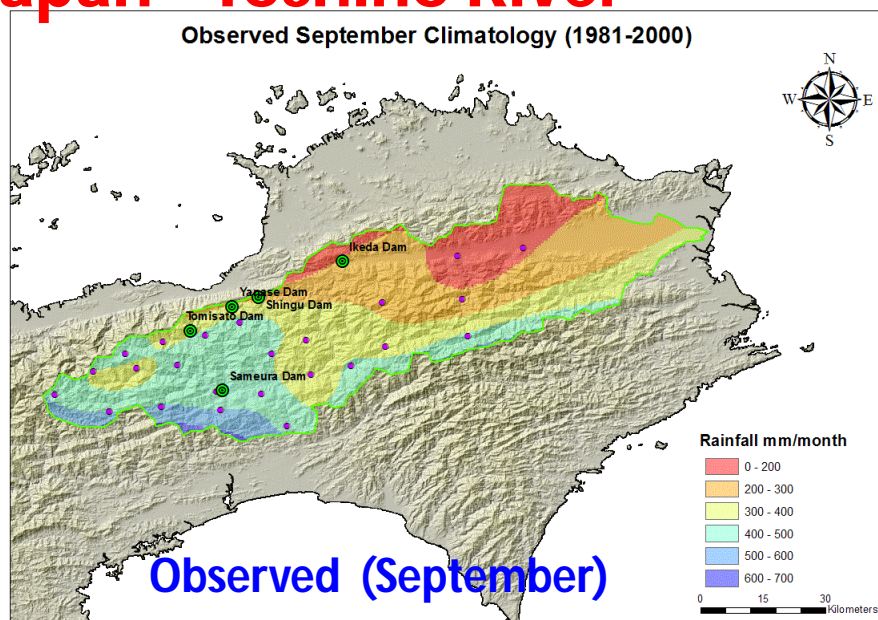 apan - Yoshino River
Observed September Climatology (1981-2000)
N
W E
S
Ikeda Dam
Yanase Dam
Shingu Dam
Tomisato Dam
Sameura Dam
Rainfall mm/month
0 - 200
200 - 300
300 - 400
400 - 500
500 - 600
600 - 700
Observed (September)
0 15 30
Kilometers